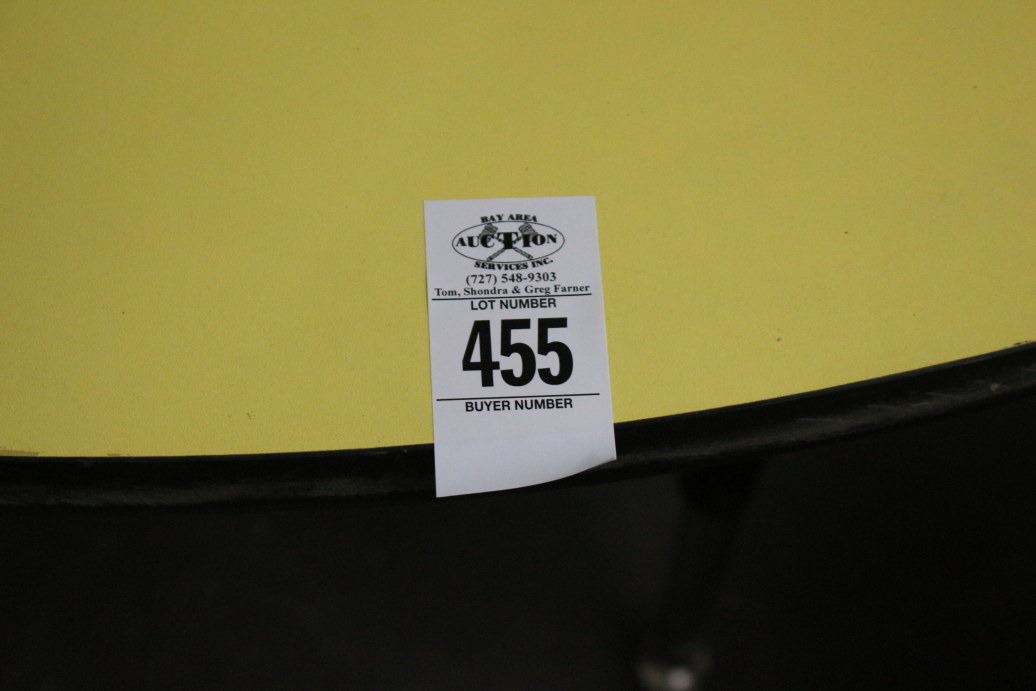 BAY AREA
AUCTION
SERVICES INC.
(727) 548-9303
Tom, Shondra & Greg Farner
LOT NUMBER
455
BUYER NUMBER